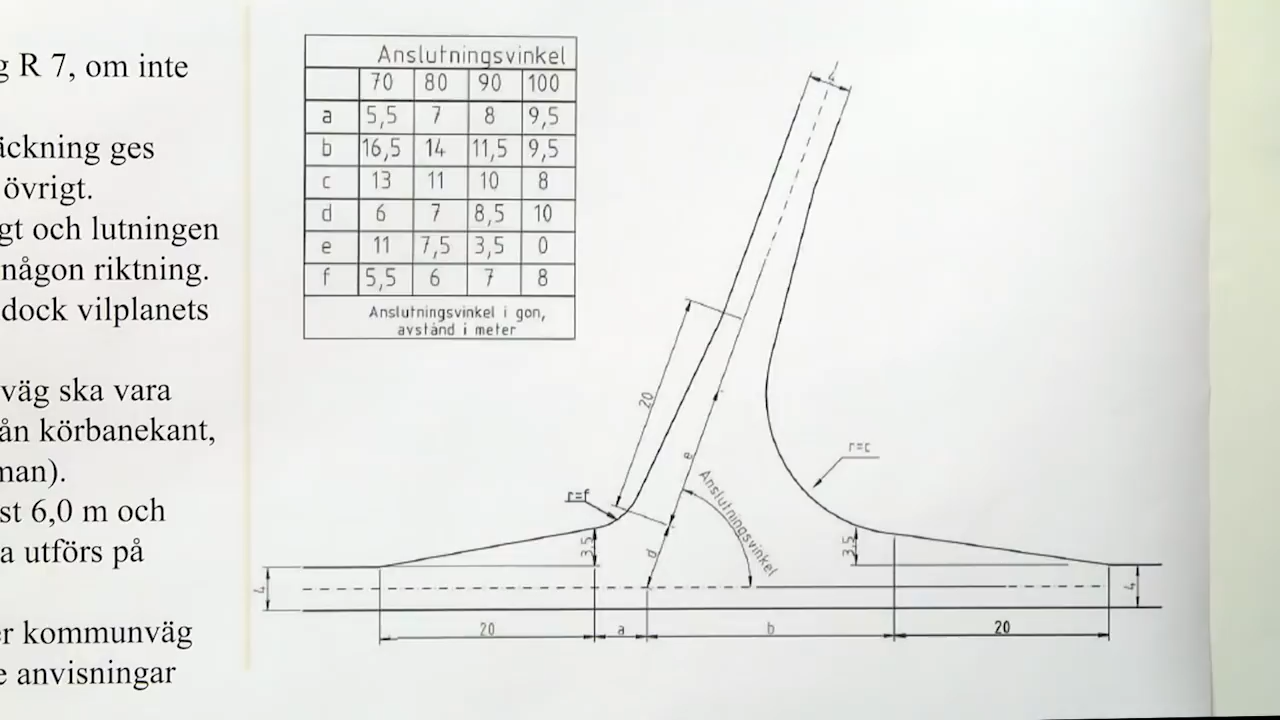 g R 7, om inte
äckning ges
övrigt.
gt och lutningen
någon riktning.
dock vilplanets
väg ska vara
ån körbanekant,
man).
st 6,0 m och
a utförs på
er kommunväg
e anvisningar
Anslutningsvinkel
70 80 90 100
a 5,5 7 8 9,5
b 16,5 14 11,5 9,5
c 13 11 10 8
d 6 7 8,5 10
e 11 7,5 3,5 0
f 5,5 6 7 8
Anslutningsvinkel i gon,
avstånd i meter
4
20
e
r=c
r=f
Anslutningsvinkel
d
3,5
3,5
4
4
20 a b 20